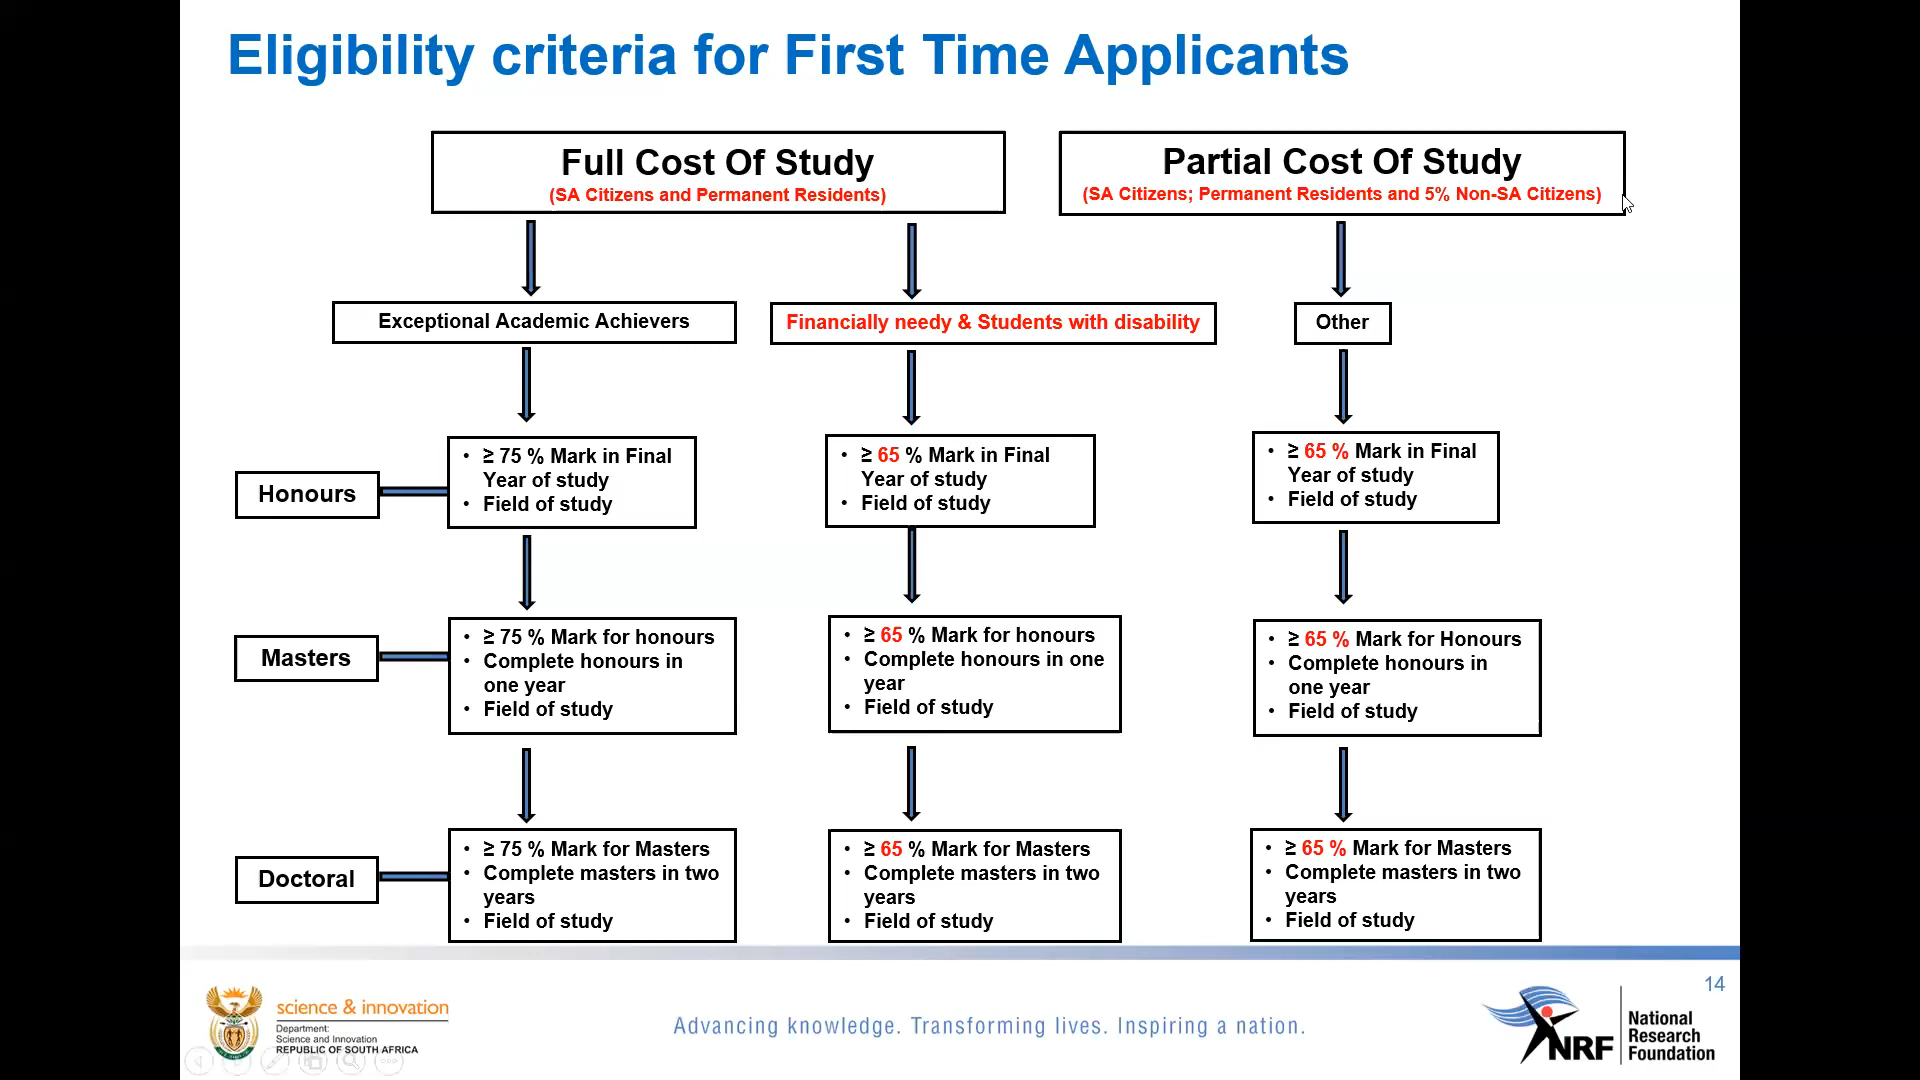 Eligibility criteria for First Time Applicants
Full Cost Of Study
(SA Citizens and Permanent Residents)
Partial Cost Of Study
(SA Citizens; Permanent Residents and 5% Non-SA Citizens)
Exceptional Academic Achievers
Financially needy & Students with disability
Other
Honours
• ≥ 75 % Mark in Final
Year of study
• Field of study
• ≥ 65 % Mark in Final
Year of study
• Field of study
• ≥ 65 % Mark in Final
Year of study
• Field of study
Masters
• ≥ 75 % Mark for honours
• Complete honours in
one year
• Field of study
• ≥ 65 % Mark for honours
• Complete honours in one
year
• Field of study
• ≥ 65 % Mark for Honours
• Complete honours in
one year
• Field of study
Doctoral
• ≥ 75 % Mark for Masters
• Complete masters in two
years
• Field of study
• ≥ 65 % Mark for Masters
• Complete masters in two
years
• Field of study
• ≥ 65 % Mark for Masters
• Complete masters in two
years
• Field of study
14
science & innovation
Department:
Science and Innovation
REPUBLIC OF SOUTH AFRICA
Advancing knowledge. Transforming lives. Inspiring a nation.
NRF
National
Research
Foundation